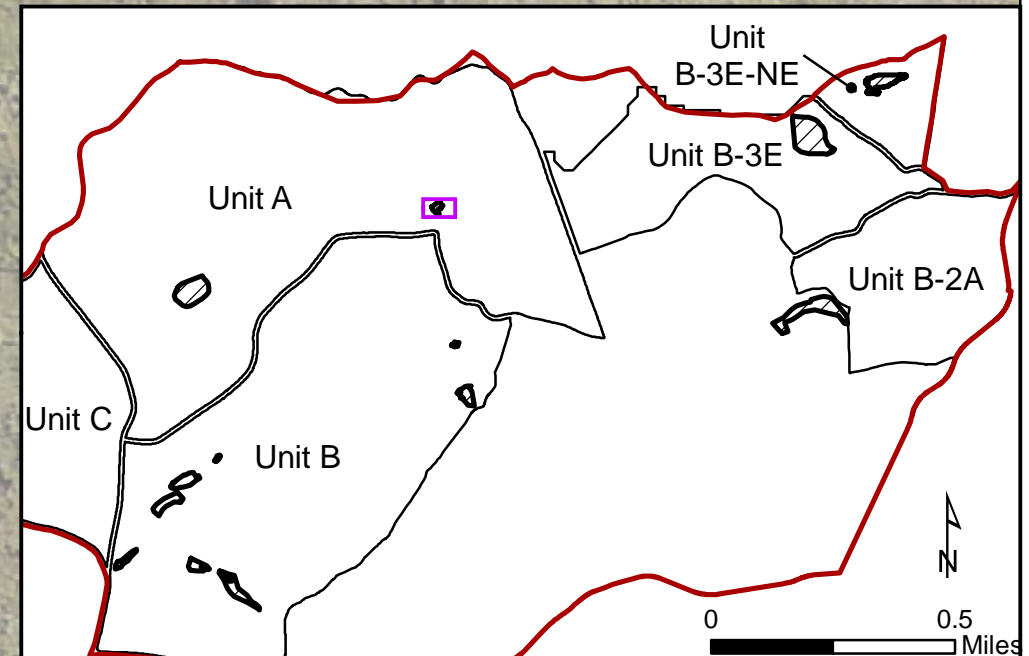 Unit
B-3E-NE
Unit B-3E
Unit A
Unit B-2A
Unit C
Unit B
N
0 0.5
Miles